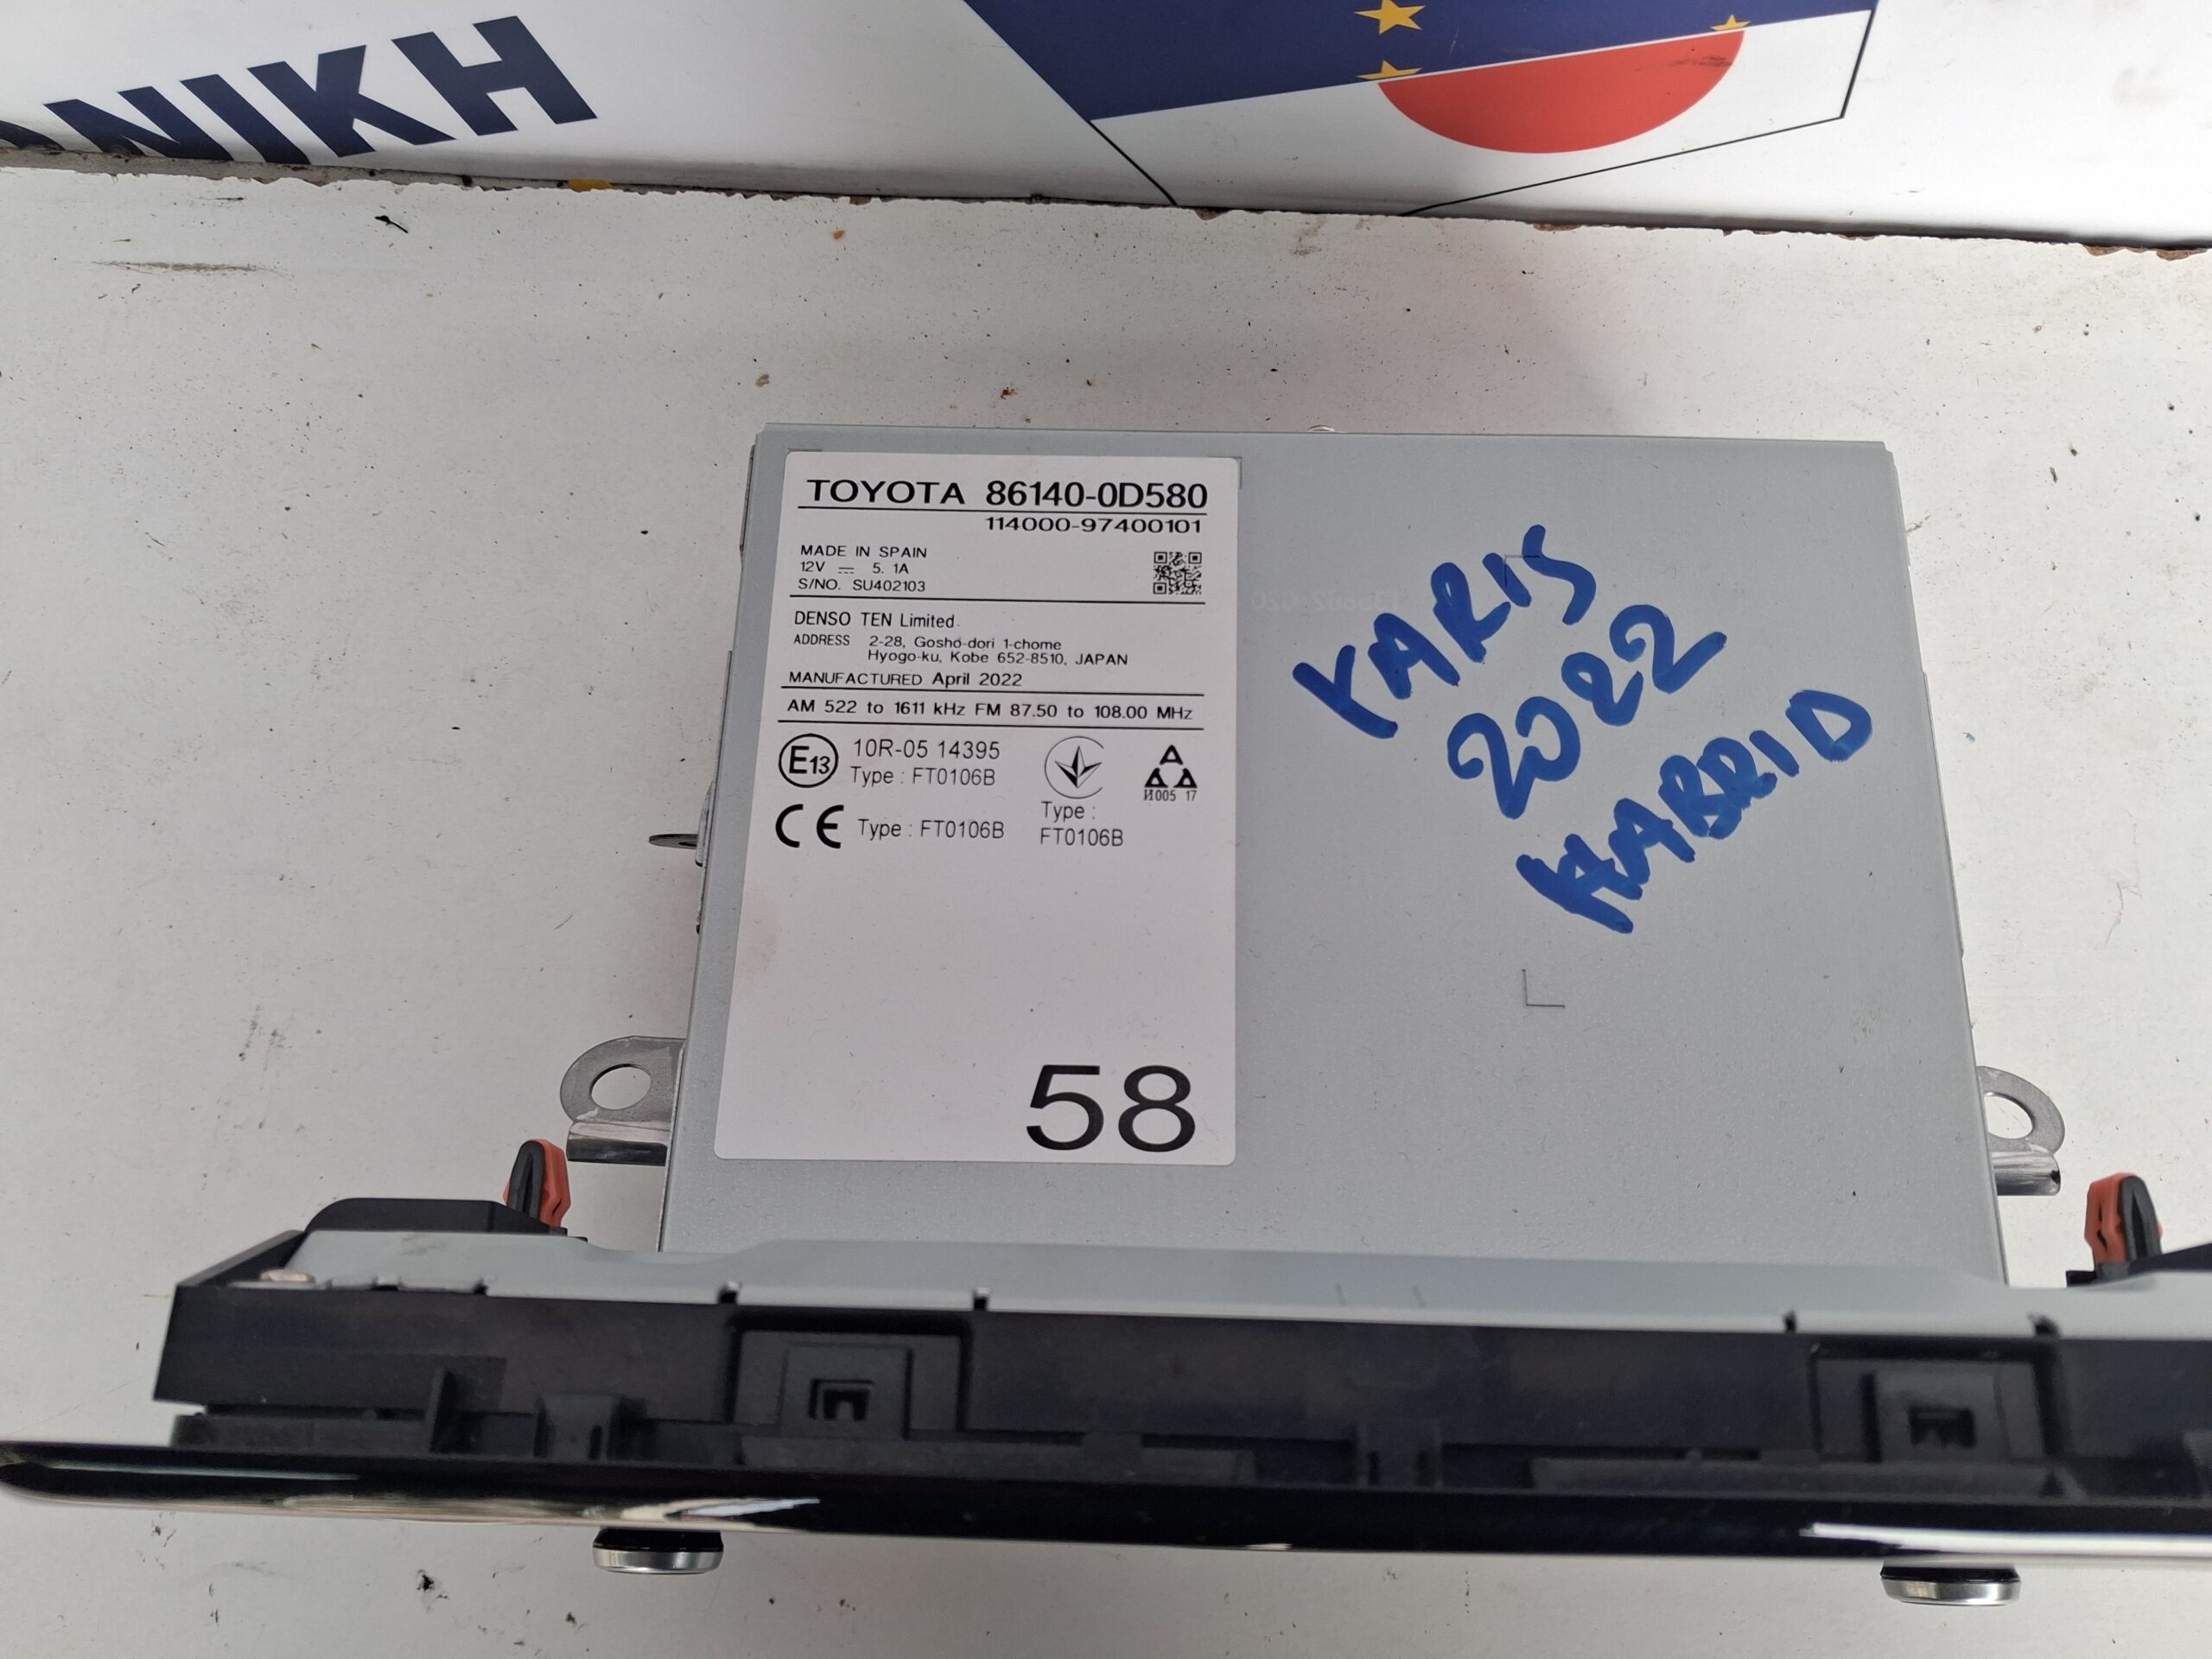 TOYOTA 86140-0D580
114000-97400101
MADE IN SPAIN
12V ⎓ 5.1A
S/NO. SU402103
DENSO TEN Limited.
ADDRESS 2-28, Gosho-dori 1-chome
Hyogo-ku, Kobe 652-8510, JAPAN
MANUFACTURED April 2022
AM 522 to 1611 kHz FM 87.50 to 108.00 MHz
E13 10R-05 14395
Type : FT0106B
CE Type : FT0106B
Type :
FT0106B
И005 17
58
YARIS
2022
HABRID